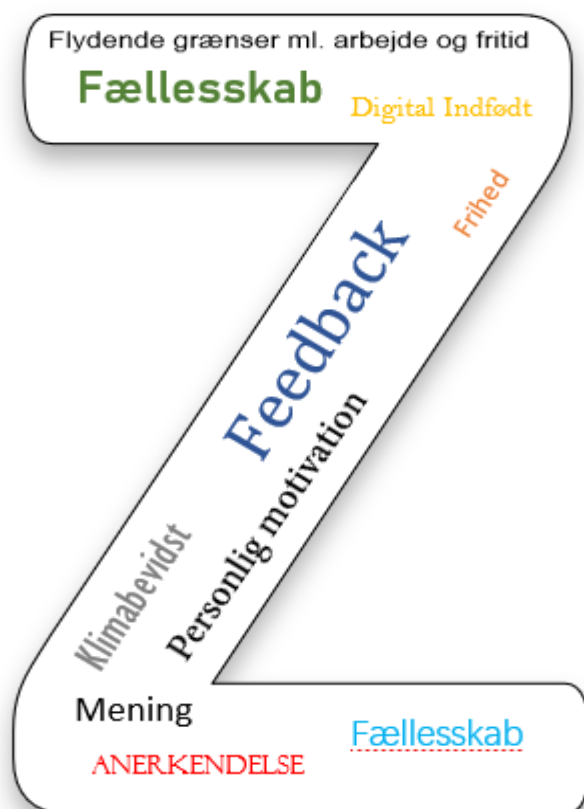 Flydende grænser ml. arbejde og fritid
Fællesskab
Digital Indfødt
Frihed
Feedback
Personlig motivation
Klimabevidst
Mening
Fællesskab
ANERKENDELSE